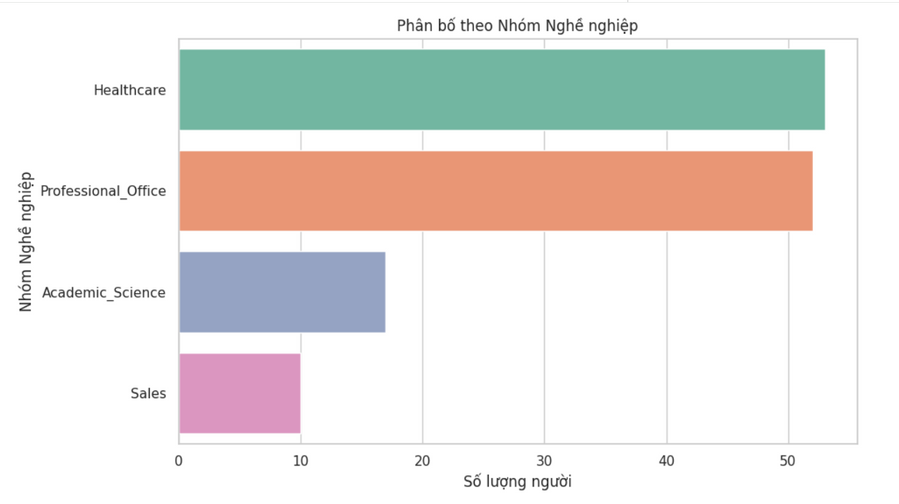 Phân bố theo Nhóm Nghề nghiệp
Nhóm Nghề nghiệp
Healthcare
Professional_Office
Academic_Science
Sales
0 10 20 30 40 50
Số lượng người